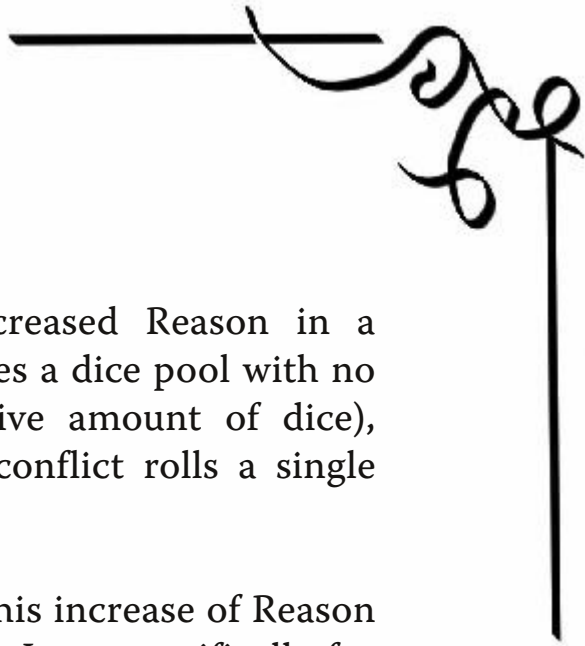 creased Reason in a
es a dice pool with no
ive amount of dice),
conflict rolls a single
his increase of Reason